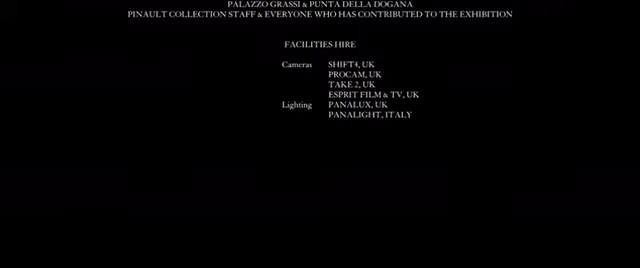 PALAZZO GRASSI & PUNTA DELLA DOGANA
PINAULT COLLECTION STAFF & EVERYONE WHO HAS CONTRIBUTED TO THE EXHIBITION
FACILITIES HIRE
Cameras SHIFT4, UK
PROCAM, UK
TAKE 2, UK
ESPRIT FILM & TV, UK
Lighting PANALUX, UK
PANALIGHT, ITALY